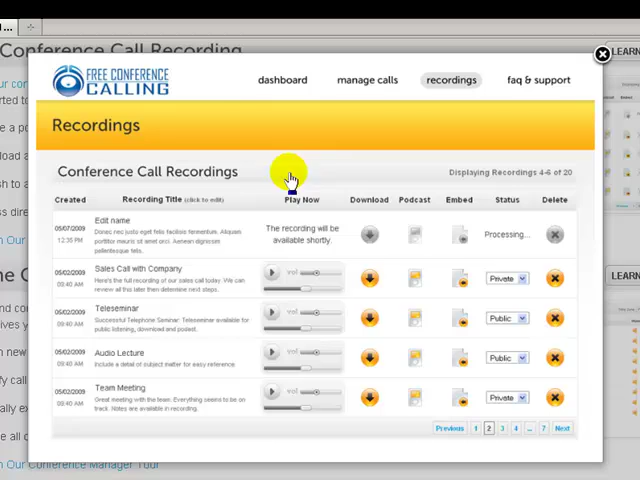 ...
Conference Call Recording
LEARN
FREE CONFERENCE
CALLING
dashboard manage calls recordings faq & support
Recordings
Conference Call Recordings Displaying Recordings 4-6 of 20
Created Recording Title (click to edit) Play Now Download Podcast Embed Status Delete
05/07/2009
12:35 PM
Edit name
Donec nec justo eget felis facilisis fermentum. Aliquam
porttitor mauris sit amet orci. Aenean dignissim
pellentesque felis.
The recording will be
available shortly.
Processing...
05/02/2009
09:40 AM
Sales Call with Company
Here's the full recording of our sales call today. We can
review all this later then determine next steps.
vol
Private
05/02/2009
09:40 AM
Teleseminar
Successful Telephone Seminar: Teleseminar available for
public listening, download and posted.
vol
Public
05/02/2009
09:40 AM
Audio Lecture
Include a detail of subject matter for easy reference
vol
Public
05/02/2009
09:40 AM
Team Meeting
Great meeting with the team: Everything seems to be on
track. Notes are available in recording.
vol
Private
Previous 1 2 3 4 ... 7 Next
LEARN
n Our Conference Manager Tour